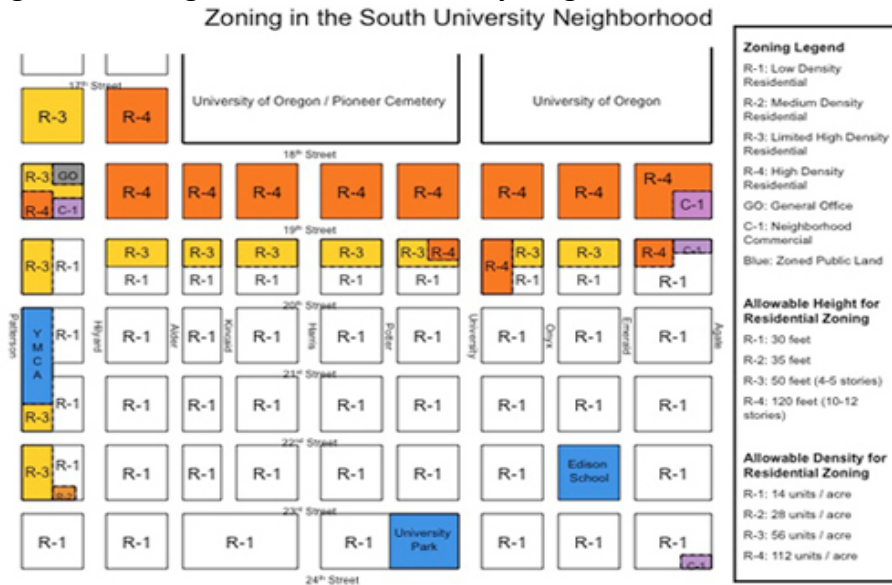 Zoning in the South University Neighborhood
17th Street
R-3
R-4
University of Oregon / Pioneer Cemetery
University of Oregon
18th Street
R-3
GO
R-4
C-1
R-4
R-4
R-4
R-4
R-4
R-4
R-4
R-4
C-1
19th Street
R-3
R-1
R-3
R-1
R-3
R-1
R-3
R-1
R-3
R-1
R-3
R-4
R-1
R-4
R-3
R-1
R-3
R-1
R-4
C-1
R-1
20th Street
Patterson
Hilyard
Alder
Kincaid
Harris
Potter
University
Onyx
Emerald
Agate
YMCA
R-1
R-1
R-1
R-1
R-1
R-1
R-1
R-1
R-1
21st Street
R-3
R-1
R-1
R-1
R-1
R-1
R-1
R-1
R-1
R-1
22nd Street
R-3
R-1
R-2
R-1
R-1
R-1
R-1
R-1
R-1
Edison
School
R-1
23rd Street
R-1
R-1
R-1
R-1
University
Park
R-1
R-1
R-1
C-1
24th Street
Zoning Legend
R-1: Low Density
Residential
R-2: Medium Density
Residential
R-3: Limited High Density
Residential
R-4: High Density
Residential
GO: General Office
C-1: Neighborhood
Commercial
Blue: Zoned Public Land
Allowable Height for
Residential Zoning
R-1: 30 feet
R-2: 35 feet
R-3: 50 feet (4-5 stories)
R-4: 120 feet (10-12
stories)
Allowable Density for
Residential Zoning
R-1: 14 units / acre
R-2: 28 units / acre
R-3: 56 units / acre
R-4: 112 units / acre